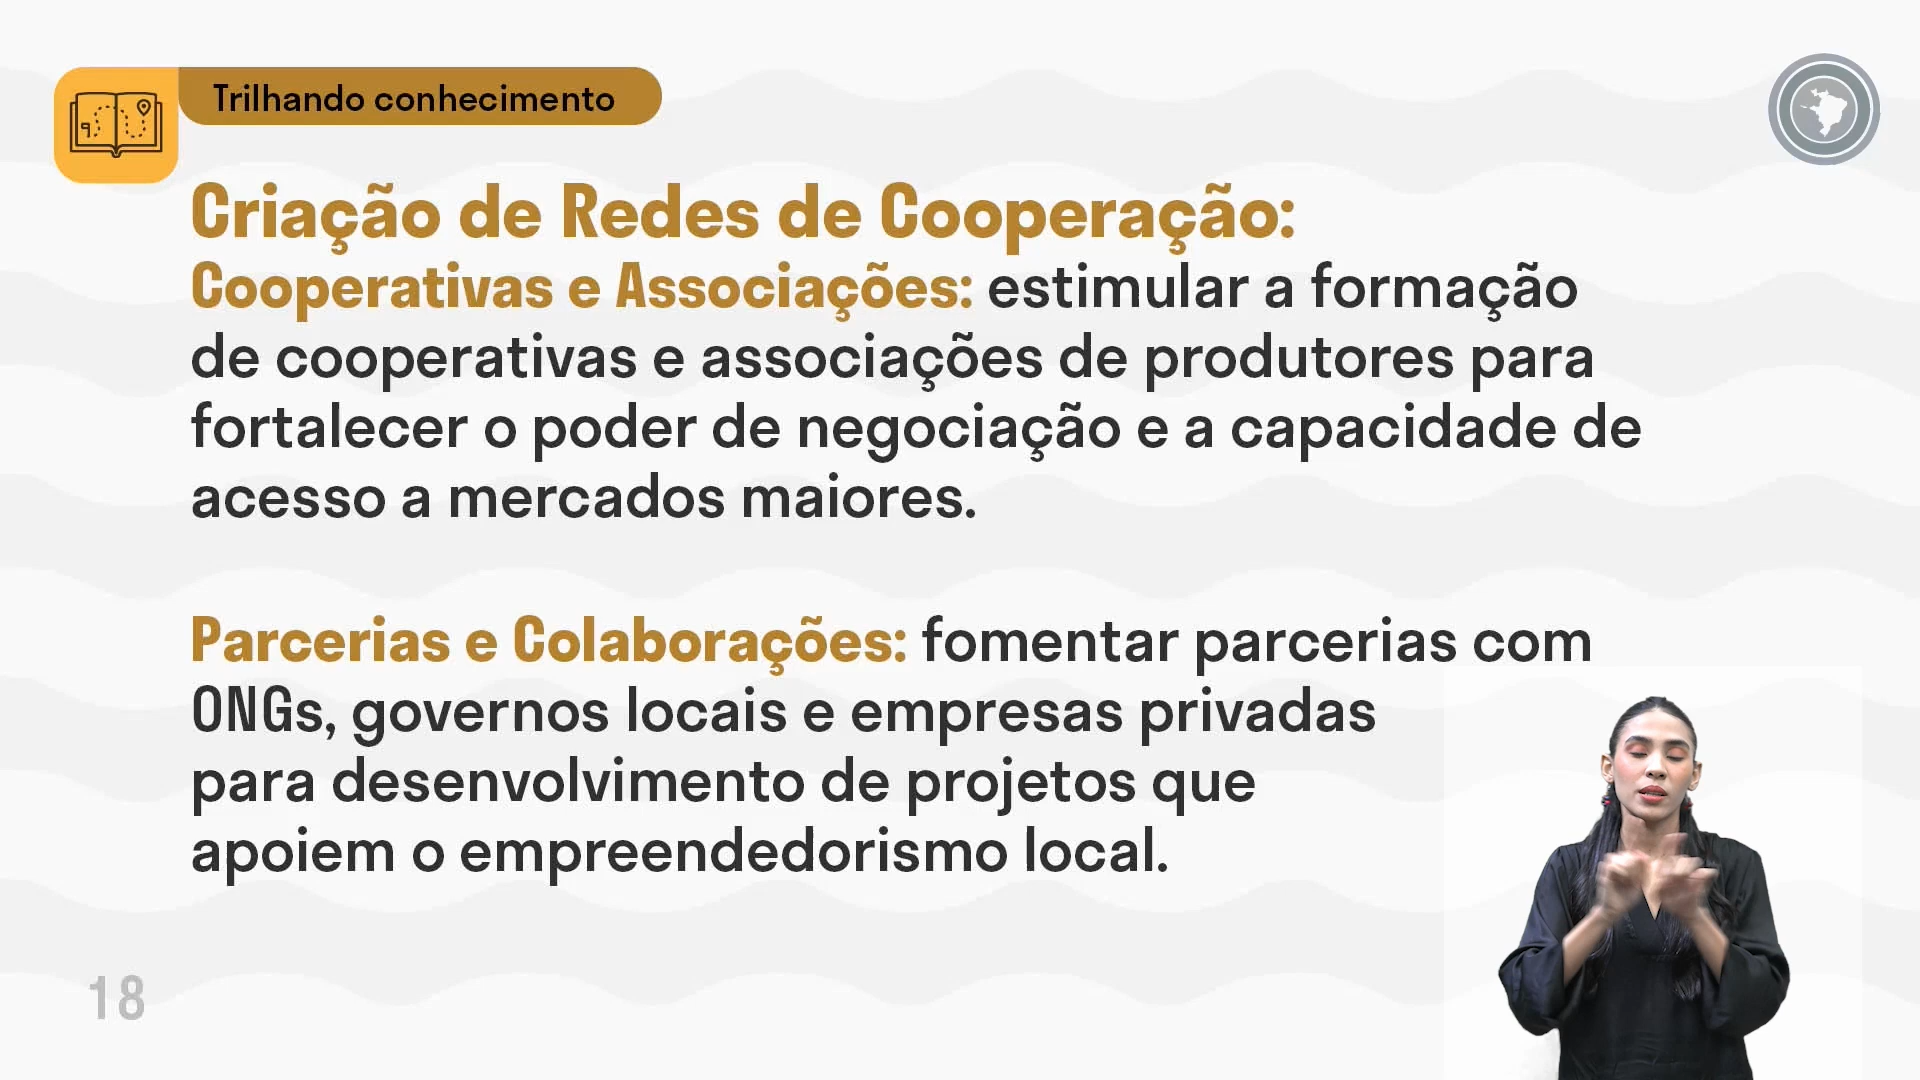 Trilhando conhecimento
Criação de Redes de Cooperação:
Cooperativas e Associações: estimular a formação
de cooperativas e associações de produtores para
fortalecer o poder de negociação e a capacidade de
acesso a mercados maiores.
Parcerias e Colaborações: fomentar parcerias com
ONGs, governos locais e empresas privadas
para desenvolvimento de projetos que
apoiem o empreendedorismo local.
18